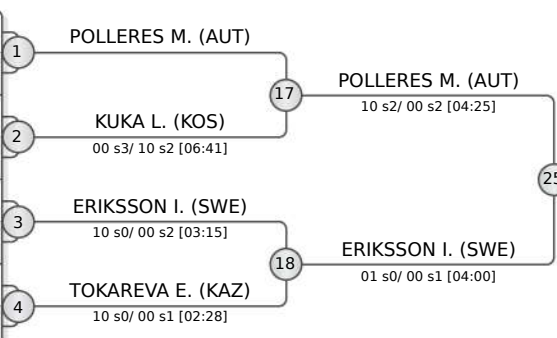 POLLERES M. (AUT)
1
17
POLLERES M. (AUT)
10 s2/ 00 s2 [04:25]
KUKA L. (KOS)
2
00 s3/ 10 s2 [06:41]
25
ERIKSSON I. (SWE)
3
10 s0/ 00 s2 [03:15]
18
ERIKSSON I. (SWE)
01 s0/ 00 s1 [04:00]
TOKAREVA E. (KAZ)
4
10 s0/ 00 s1 [02:28]